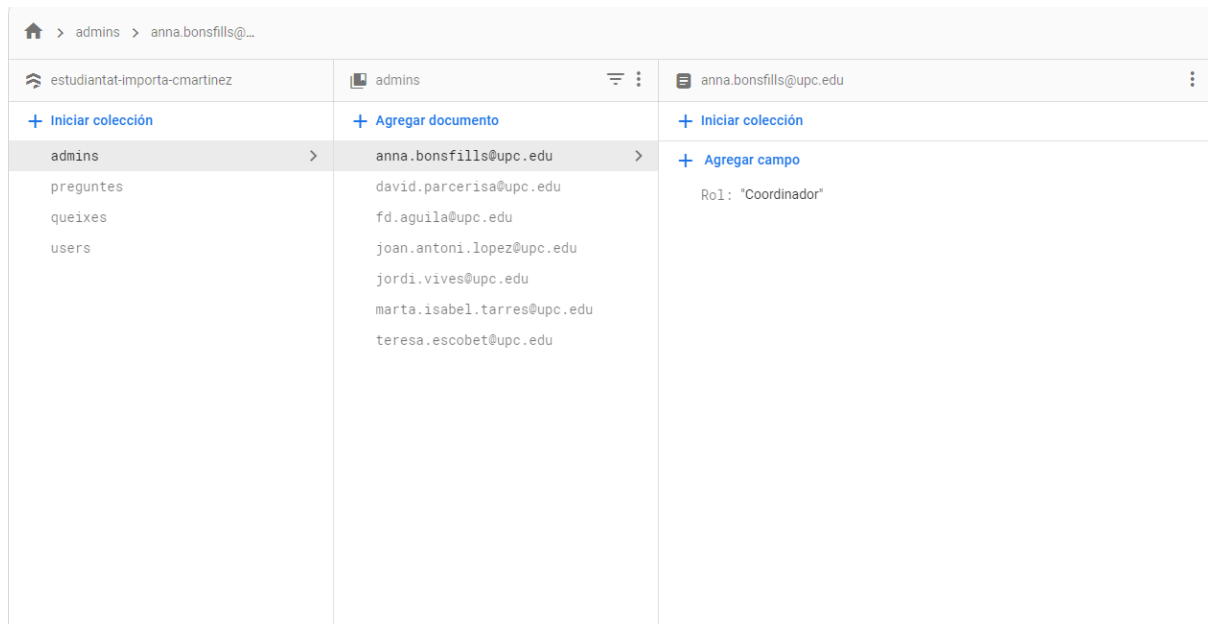 admins > anna.bonsfills@...
estudiantat-importa-cmartinez
Iniciar colección
admins
preguntes
queixes
users
admins
Agregar documento
anna.bonsfills@upc.edu
david.parcerisa@upc.edu
fd.aguila@upc.edu
joan.antoni.lopez@upc.edu
jordi.vives@upc.edu
marta.isabel.tarres@upc.edu
teresa.escobet@upc.edu
anna.bonsfills@upc.edu
Iniciar colección
Agregar campo
Rol: "Coordinador"